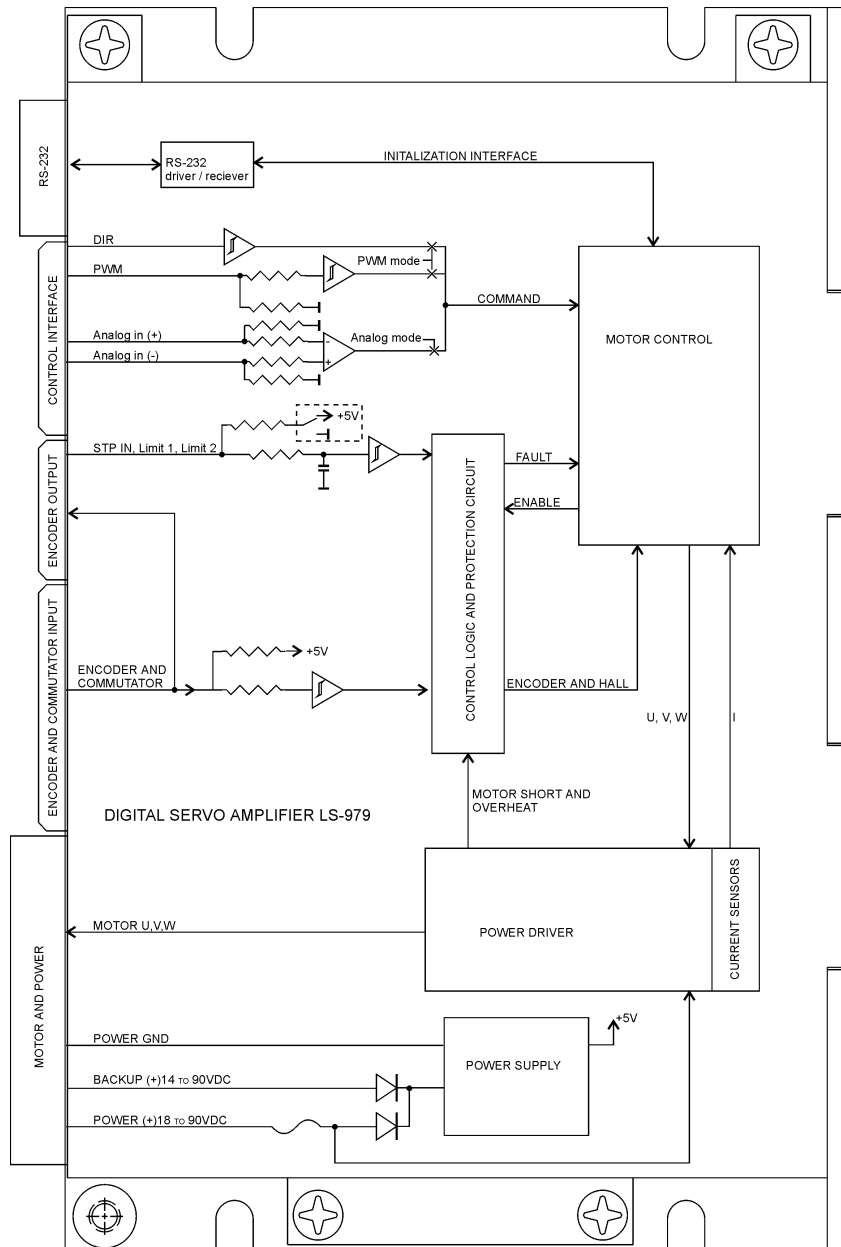 RS-232
RS-232
driver / reciever
INITALIZATION INTERFACE
CONTROL INTERFACE
DIR
PWM
PWM mode
COMMAND
MOTOR CONTROL
Analog in (+)
Analog in (-)
-
+
Analog mode
+5V
STP IN, Limit 1, Limit 2
ENCODER OUTPUT
CONTROL LOGIC AND PROTECTION CIRCUIT
FAULT
ENABLE
ENCODER AND COMMUTATOR INPUT
ENCODER AND
COMMUTATOR
+5V
ENCODER AND HALL
U, V, W
I
MOTOR SHORT AND
OVERHEAT
DIGITAL SERVO AMPLIFIER LS-979
MOTOR AND POWER
MOTOR U,V,W
POWER DRIVER
CURRENT SENSORS
POWER GND
POWER SUPPLY
+5V
BACKUP (+)14 TO 90VDC
POWER (+)18 TO 90VDC